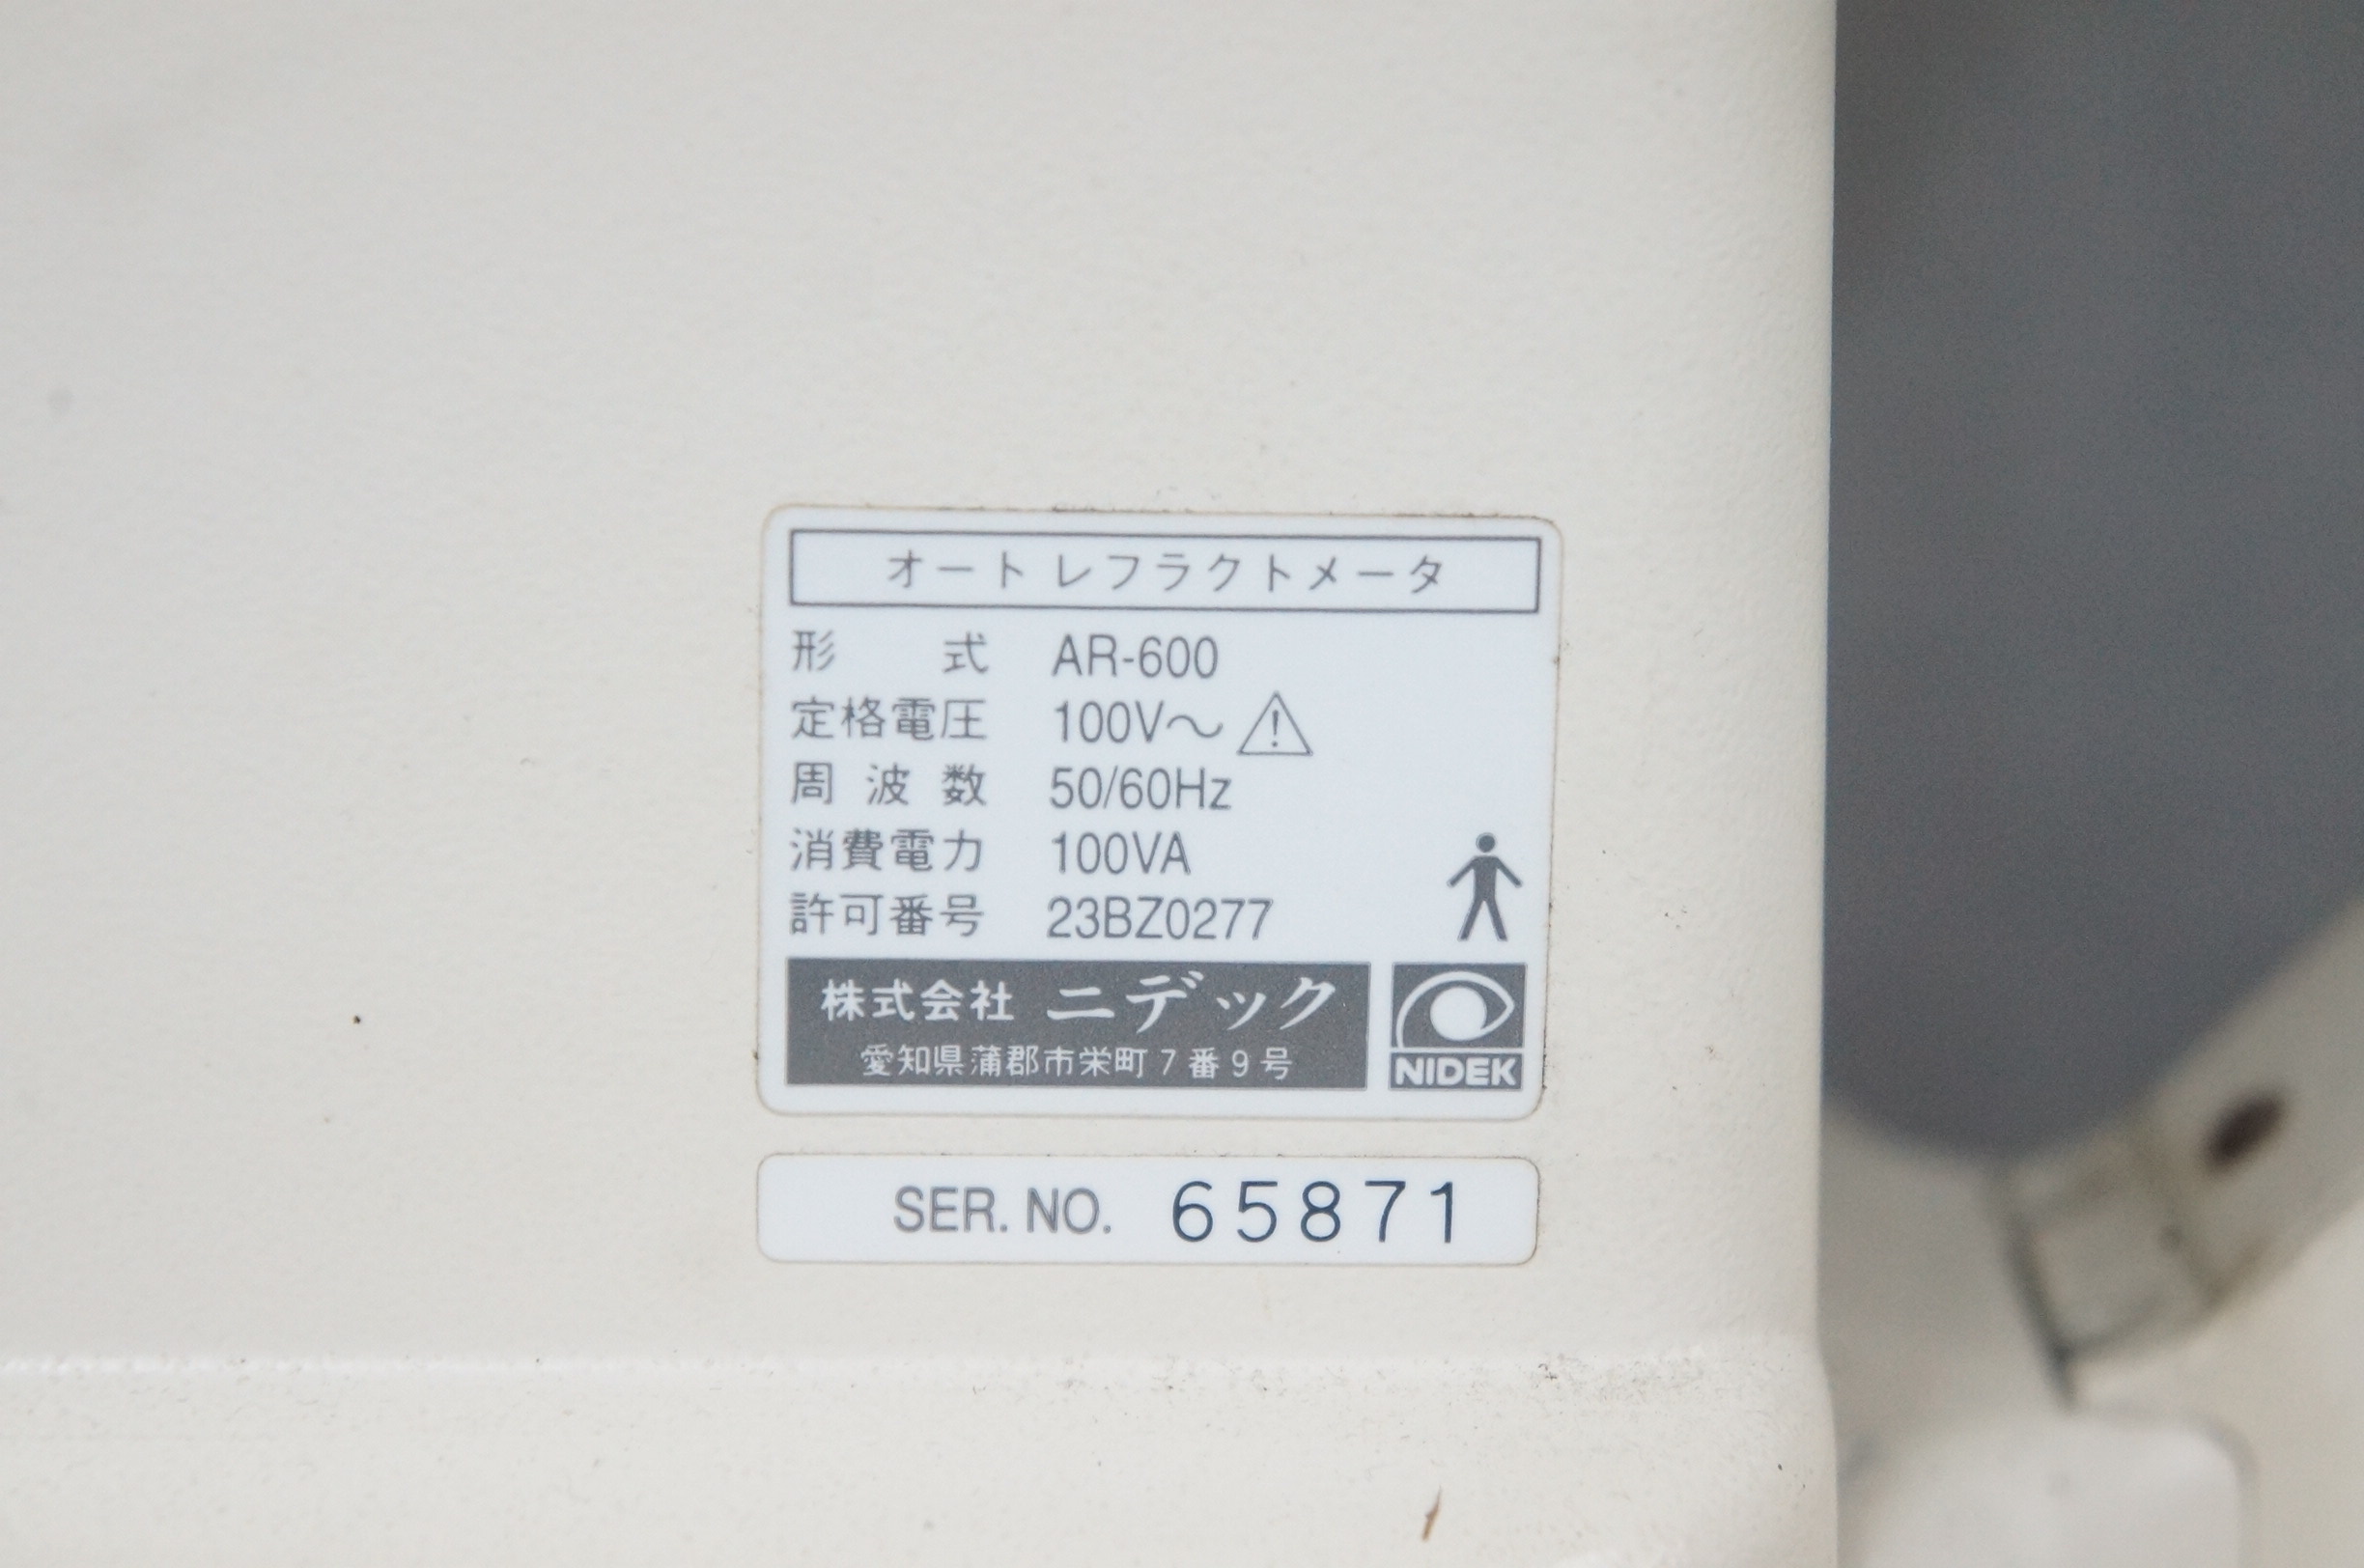 オートレフラクトメータ
形式 AR-600
定格電圧 100V～
周波数 50/60Hz
消費電力 100VA
許可番号 23BZ0277
株式会社 ニデック
愛知県蒲郡市栄町7番9号
NIDEK
SER. NO. 65871